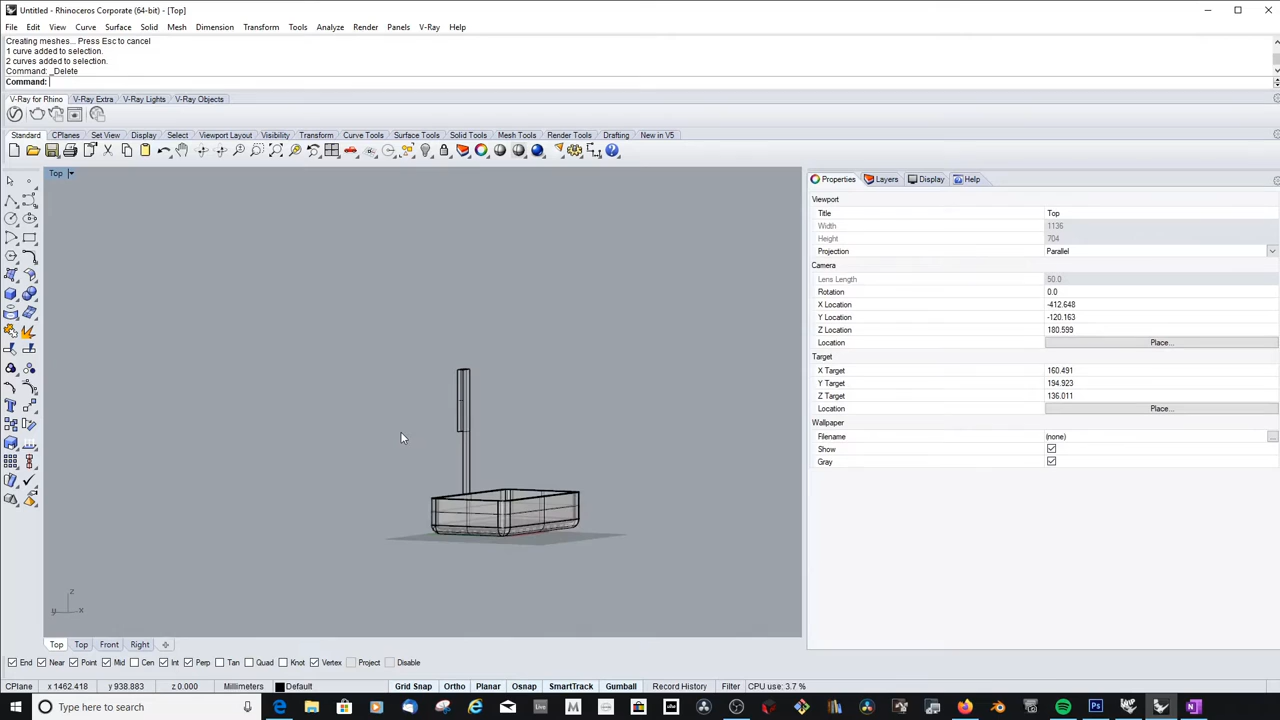 Untitled - Rhinoceros Corporate (64-bit) - [Top]
File Edit View Curve Surface Solid Mesh Dimension Transform Tools Analyze Render Panels V-Ray Help
Creating meshes... Press Esc to cancel
1 curve added to selection.
2 curves added to selection.
Command: _Delete
Command:
V-Ray for Rhino V-Ray Extra V-Ray Lights V-Ray Objects
Standard CPlanes Set View Display Select Viewport Layout Visibility Transform Curve Tools Surface Tools Solid Tools Mesh Tools Render Tools Drafting New in V5
Top
Properties Layers Display Help
Viewport
Title Top
Width 1136
Height 704
Projection Parallel
Camera
Lens Length 50.0
Rotation 0.0
X Location -412.648
Y Location -120.163
Z Location 180.599
Location Place...
Target
X Target 160.491
Y Target 194.923
Z Target 136.011
Location Place...
Wallpaper
Filename (none)
Show
Gray
z
y x
Top Top Front Right
End Near Point Mid Cen Int Perp Tan Quad Knot Vertex Project Disable
CPlane x 1462.418 y 938.883 z 0.000 Millimeters Default Grid Snap Ortho Planar Osnap SmartTrack Gumball Record History Filter CPU use: 3.7 %
Type here to search